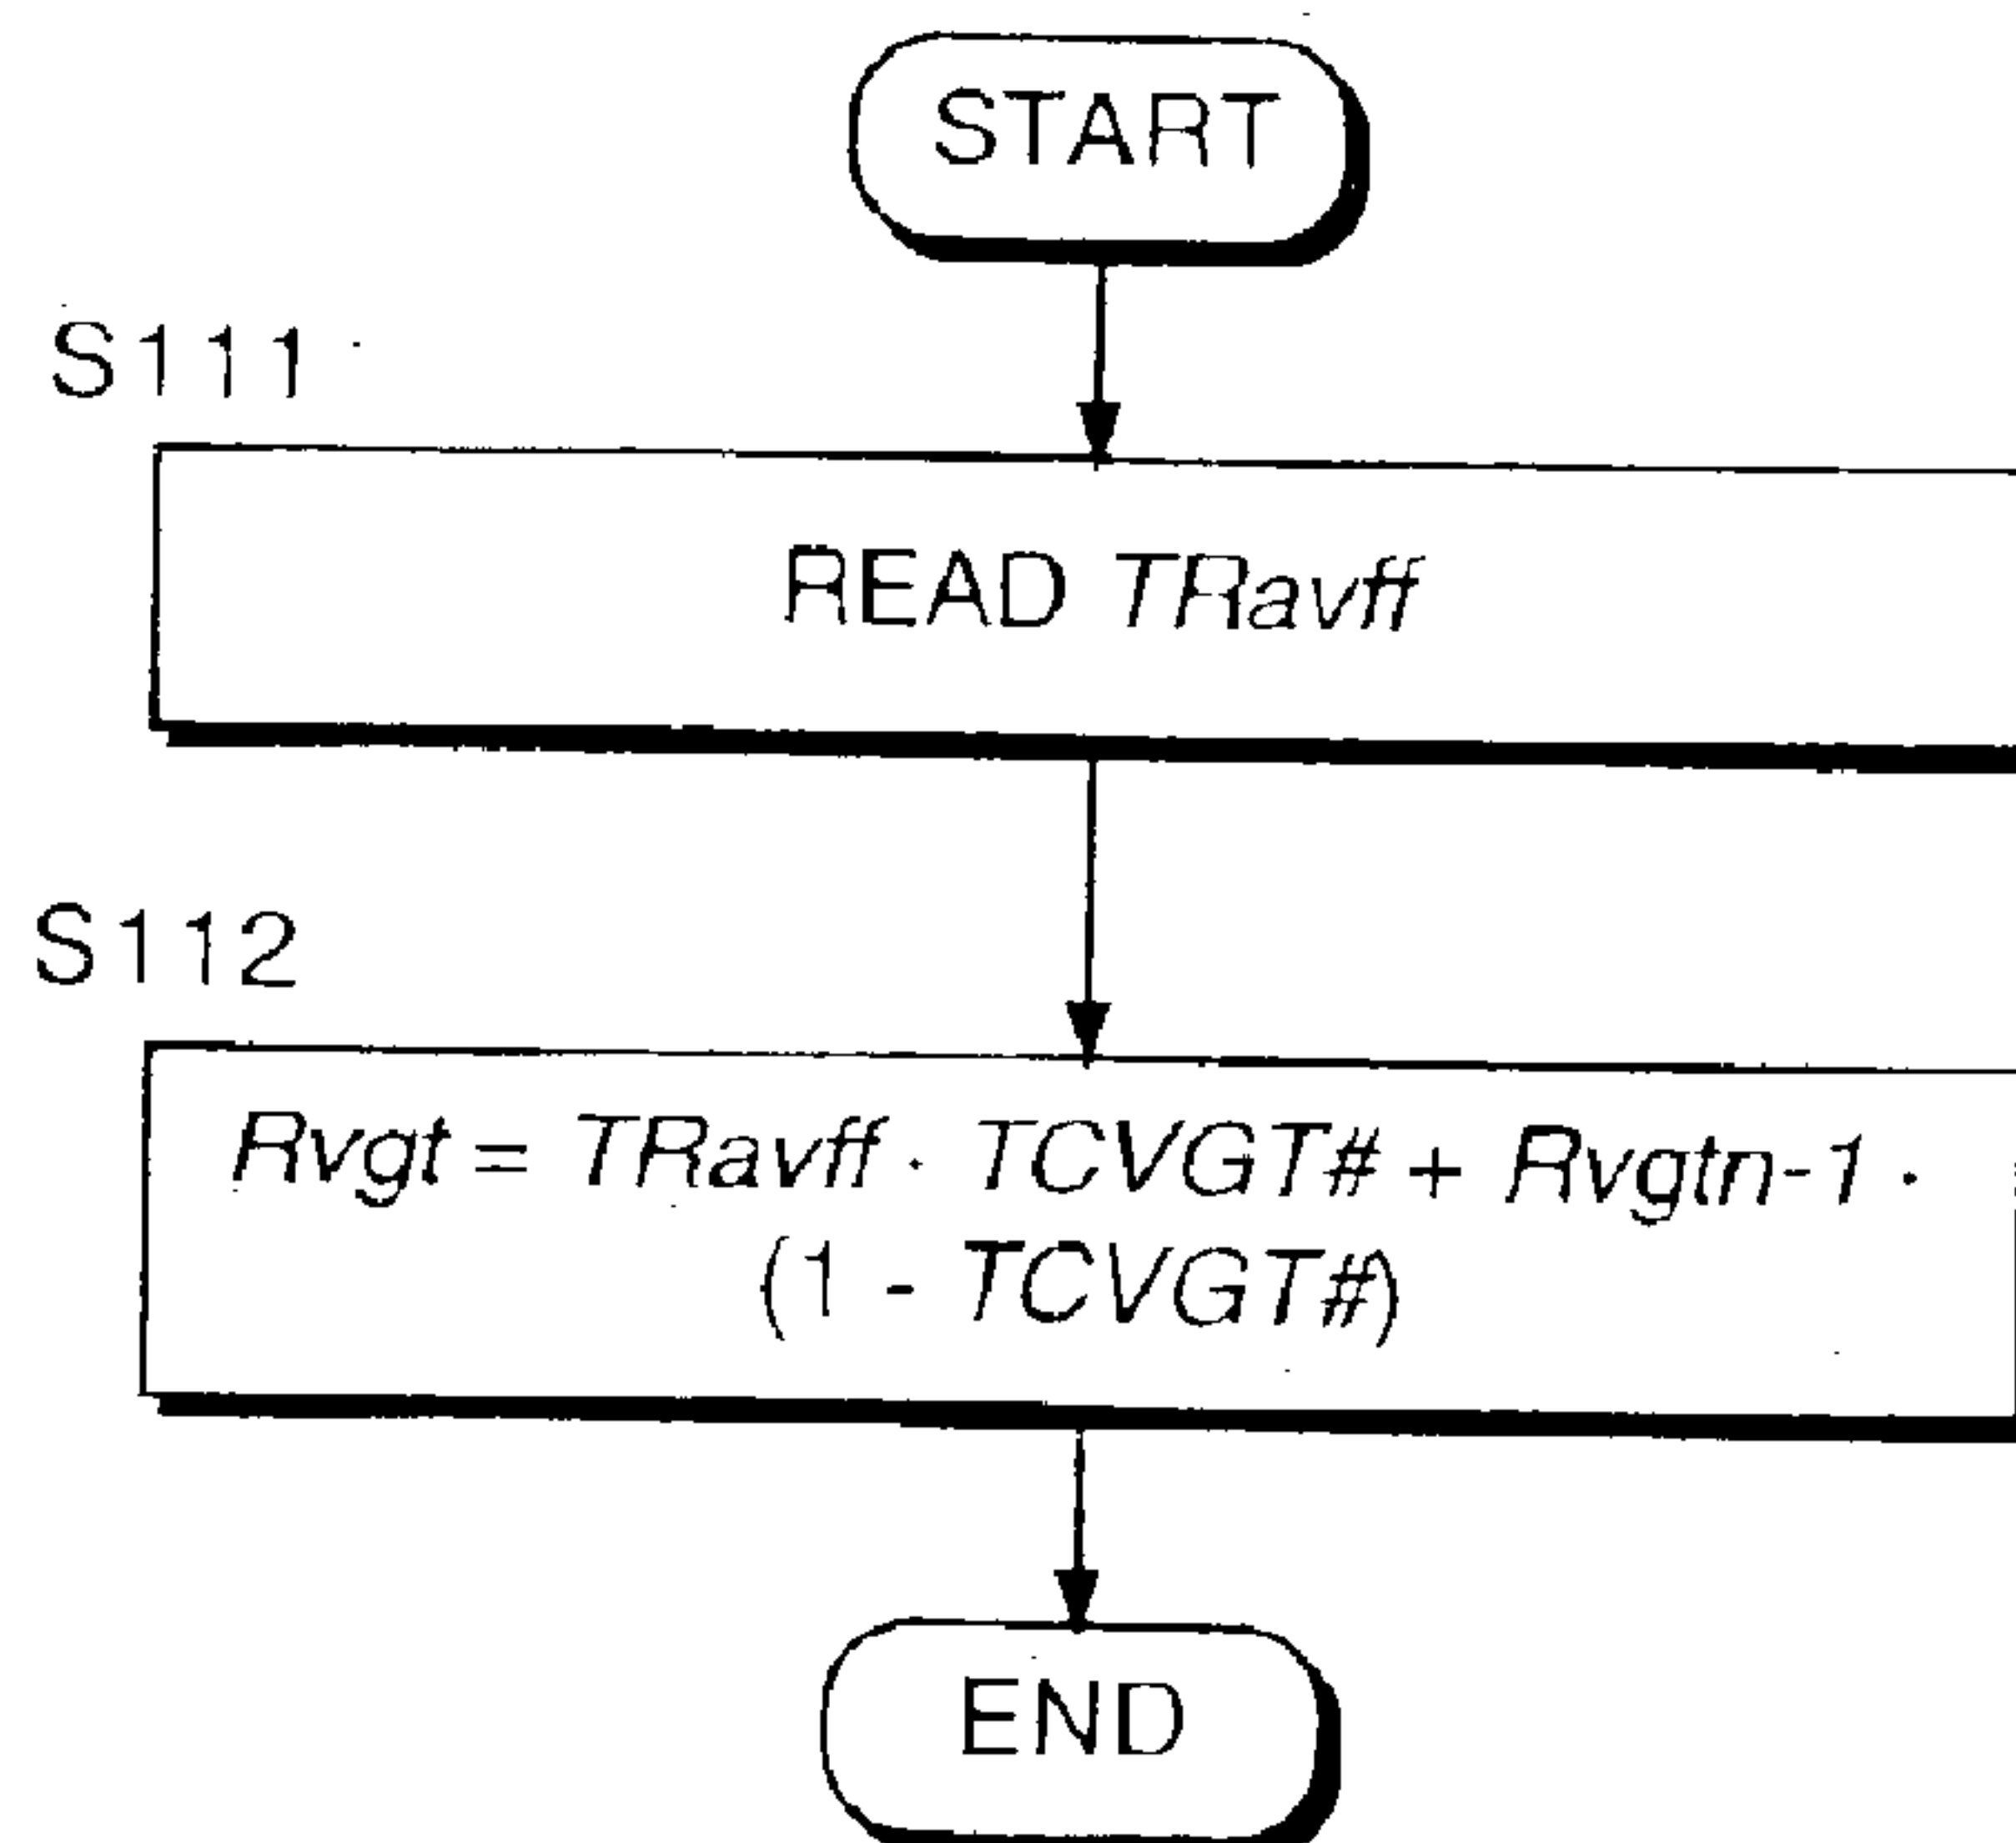 START
S111
READ TRavff
S112
Rvgt = TRavff · TCVGT# + Rvgtn-1 ·
(1 - TCVGT#)
END